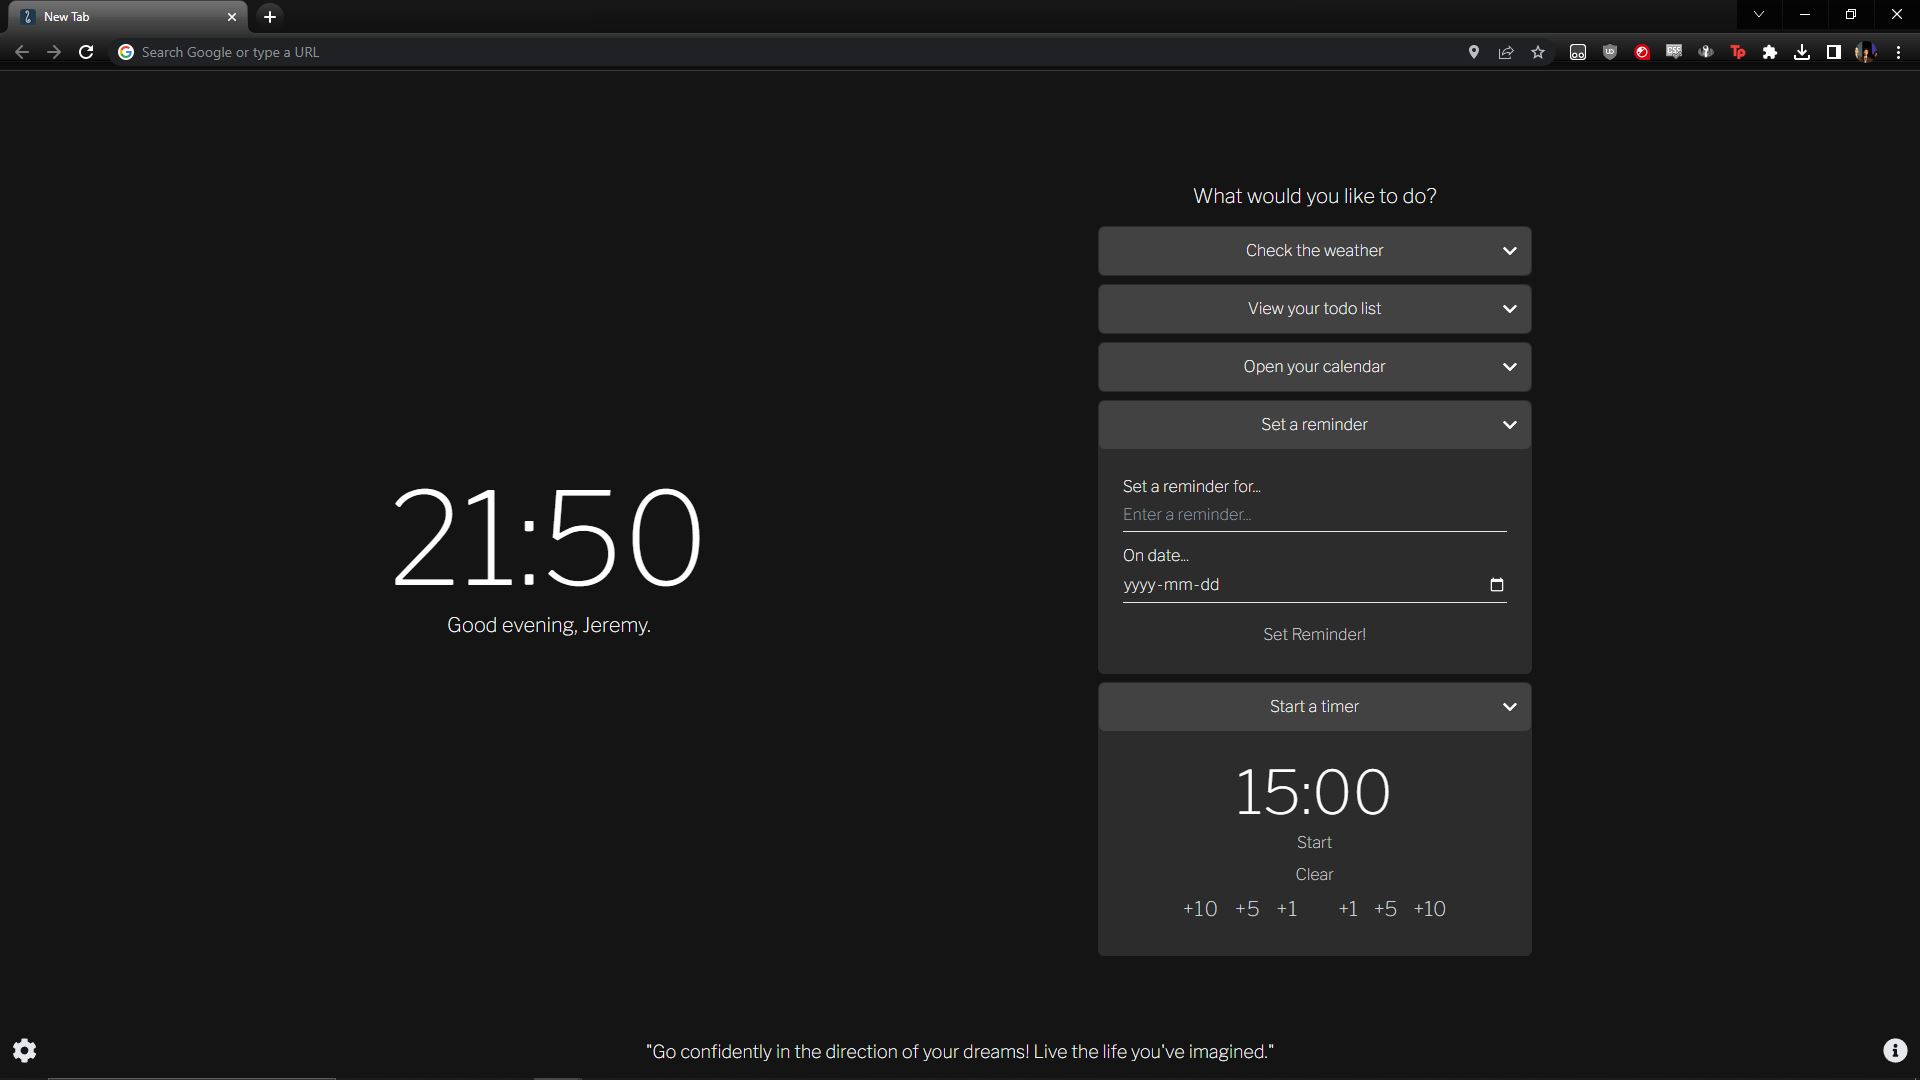 New Tab
Search Google or type a URL
What would you like to do?
Check the weather
View your todo list
Open your calendar
Set a reminder
Set a reminder for...
Enter a reminder...
On date...
yyyy-mm-dd
Set Reminder!
21:50
Good evening, Jeremy.
Start a timer
15:00
Start
Clear
+10 +5 +1 +1 +5 +10
"Go confidently in the direction of your dreams! Live the life you've imagined."